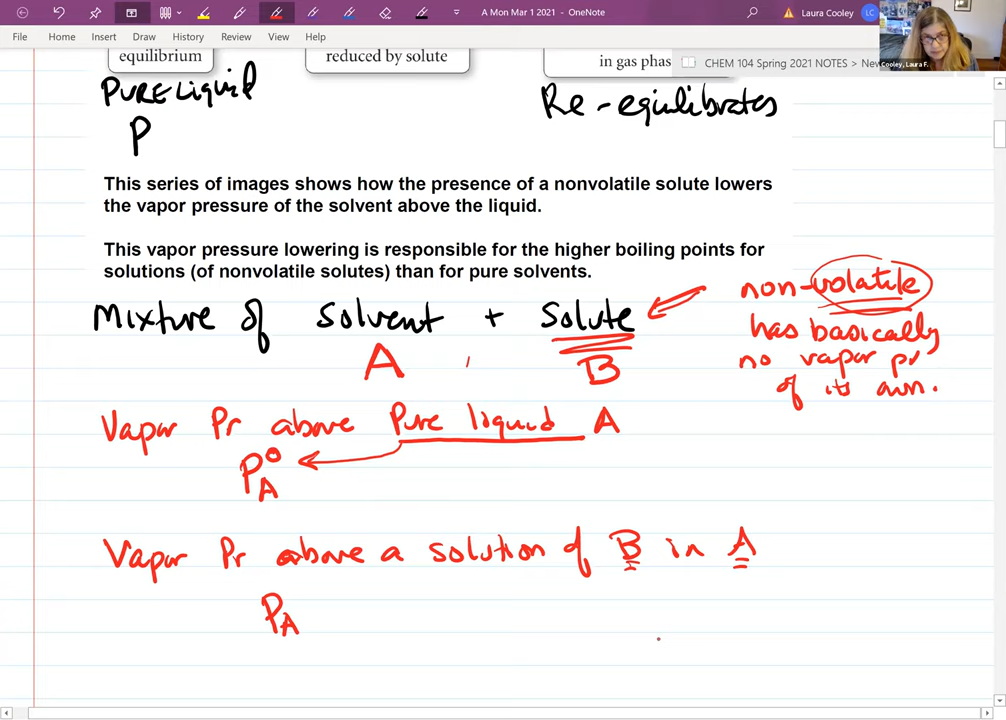 A Mon Mar 1 2021 - OneNote
Laura Cooley LC
File Home Insert Draw History Review View Help
CHEM 104 Spring 2021 NOTES > Ne
Cooley, Laura F.
equilibrium
reduced by solute
in gas phas
PURE LIQUID
P
Re-equilibrates
This series of images shows how the presence of a nonvolatile solute lowers
the vapor pressure of the solvent above the liquid.
This vapor pressure lowering is responsible for the higher boiling points for
solutions (of nonvolatile solutes) than for pure solvents.
Mixture of Solvent + Solute
A B
non-volatile
has basically
no vapor pr
of its own.
Vapor Pr above Pure liquid A
P°A
Vapor Pr above a solution of B in A
PA